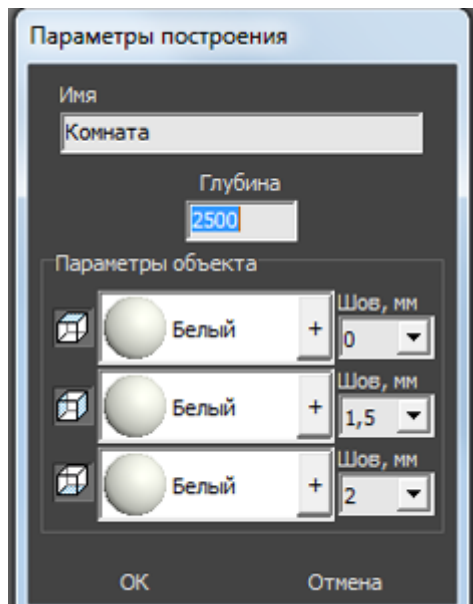 Параметры построения
Имя
Комната
Глубина
2500
Параметры объекта
Шов, мм
Белый + 0
Шов, мм
Белый + 1,5
Шов, мм
Белый + 2
ОК Отмена